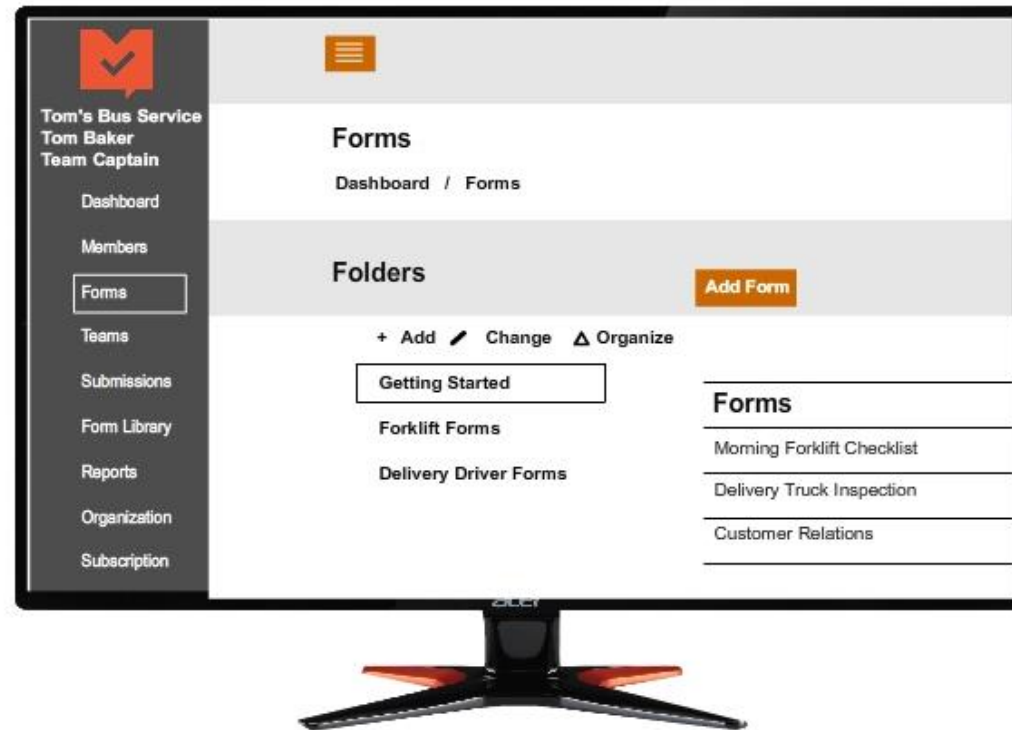 Tom's Bus Service
Tom Baker
Team Captain
Dashboard
Members
Forms
Teams
Submissions
Form Library
Reports
Organization
Subscription
Forms
Dashboard / Forms
Folders
Add Form
+ Add Change Organize
Getting Started
Forklift Forms
Delivery Driver Forms
Forms
Morning Forklift Checklist
Delivery Truck Inspection
Customer Relations
acer